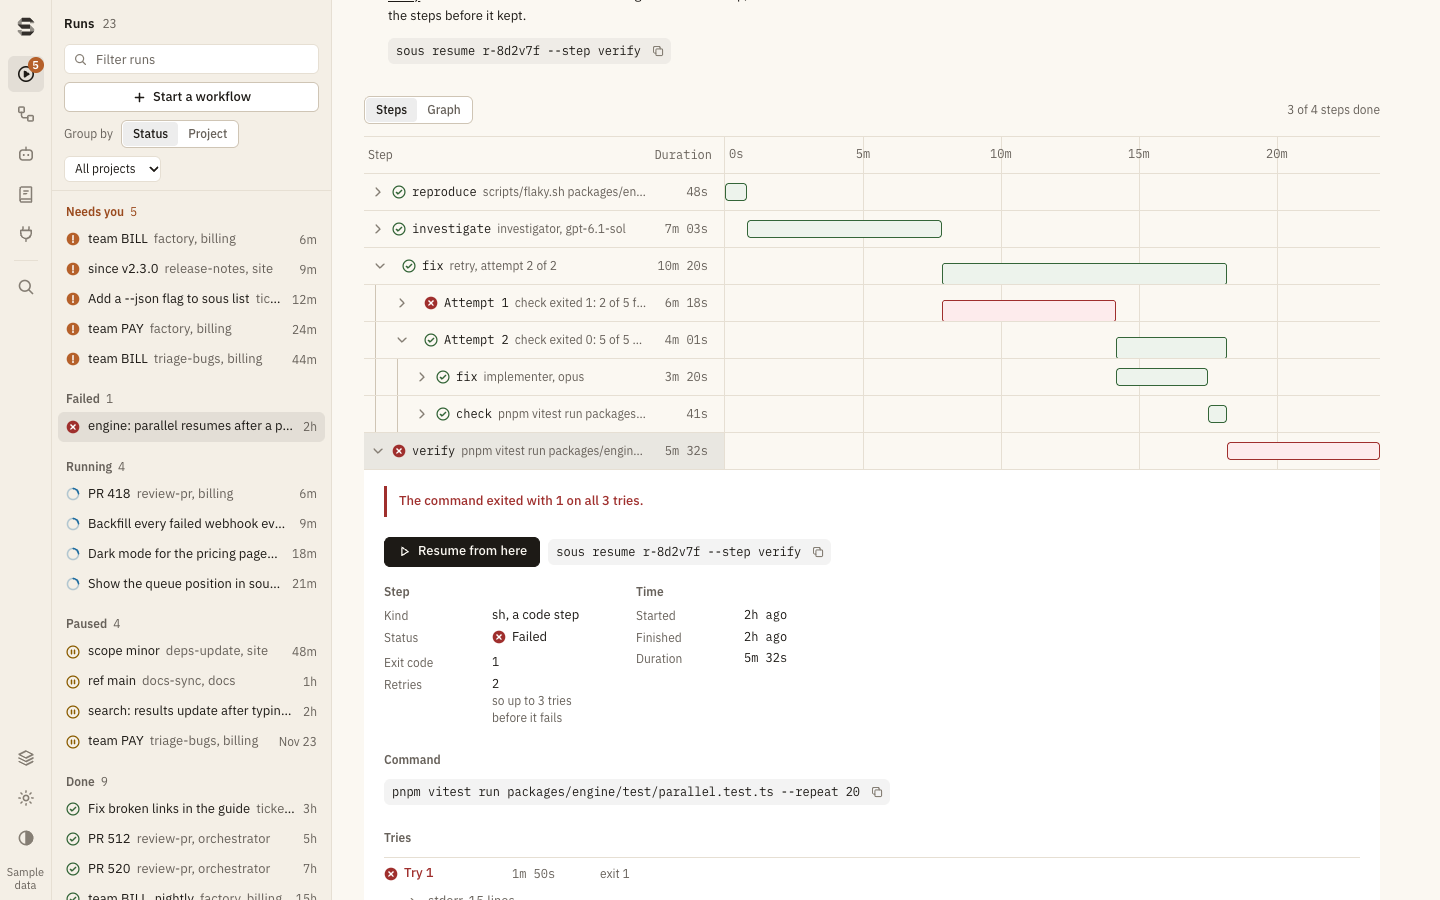 5
Sample
data
Runs 23
Filter runs
Start a workflow
Group by Status Project
All projects
Needs you 5
team BILL factory, billing 6m
since v2.3.0 release-notes, site 9m
Add a --json flag to sous list tic... 12m
team PAY factory, billing 24m
team BILL triage-bugs, billing 44m
Failed 1
engine: parallel resumes after a p... 2h
Running 4
PR 418 review-pr, billing 6m
Backfill every failed webhook ev... 9m
Dark mode for the pricing page... 18m
Show the queue position in sou... 21m
Paused 4
scope minor deps-update, site 48m
ref main docs-sync, docs 1h
search: results update after typin... 2h
team PAY triage-bugs, billing Nov 23
Done 9
Fix broken links in the guide ticke... 3h
PR 512 review-pr, orchestrator 5h
PR 520 review-pr, orchestrator 7h
team BILL, nightly factory, billing 15h
the steps before it kept.
sous resume r-8d2v7f --step verify
Steps Graph
3 of 4 steps done
Step Duration 0s 5m 10m 15m 20m
reproduce scripts/flaky.sh packages/en... 48s
investigate investigator, gpt-6.1-sol 7m 03s
fix retry, attempt 2 of 2 10m 20s
Attempt 1 check exited 1: 2 of 5 f... 6m 18s
Attempt 2 check exited 0: 5 of 5 ... 4m 01s
fix implementer, opus 3m 20s
check pnpm vitest run packages... 41s
verify pnpm vitest run packages/engin... 5m 32s
The command exited with 1 on all 3 tries.
Resume from here
sous resume r-8d2v7f --step verify
Step
Kind sh, a code step
Status Failed
Exit code 1
Retries 2
so up to 3 tries
before it fails
Time
Started 2h ago
Finished 2h ago
Duration 5m 32s
Command
pnpm vitest run packages/engine/test/parallel.test.ts --repeat 20
Tries
Try 1 1m 50s exit 1
stderr, 15 lines